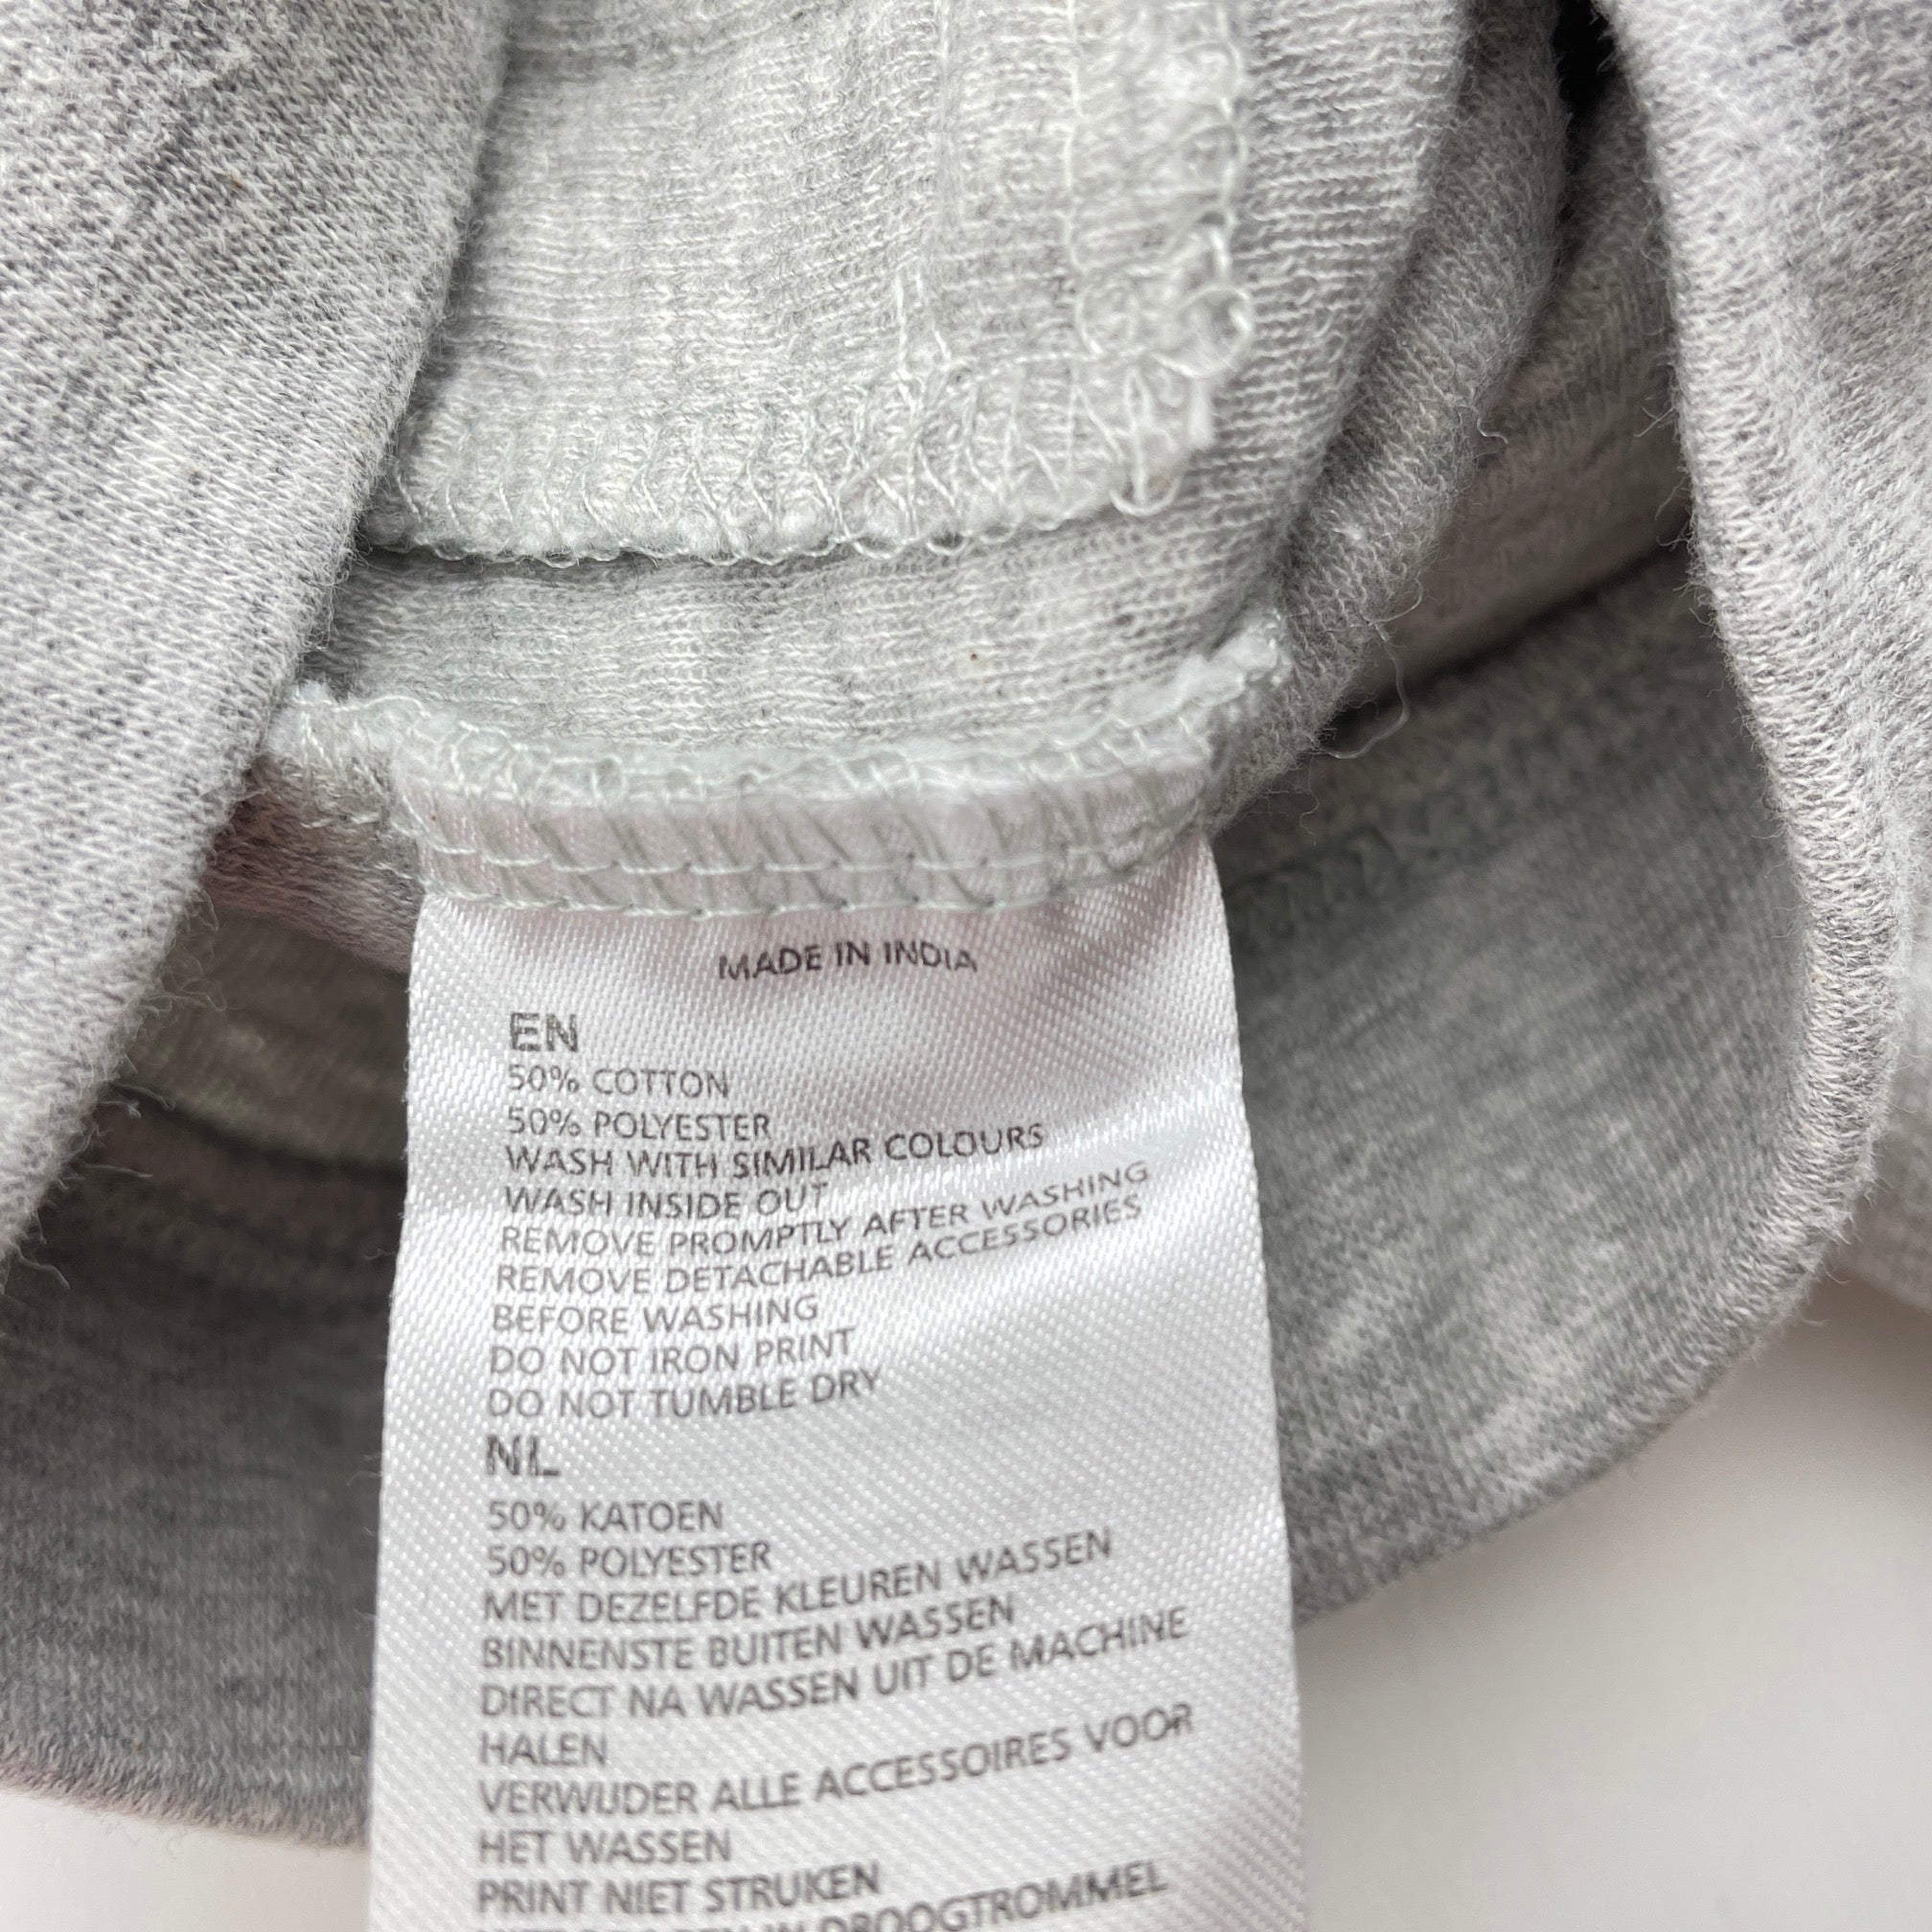 MADE IN INDIA
EN
50% COTTON
50% POLYESTER
WASH WITH SIMILAR COLOURS
WASH INSIDE OUT
REMOVE PROMPTLY AFTER WASHING
REMOVE DETACHABLE ACCESSORIES
BEFORE WASHING
DO NOT IRON PRINT
DO NOT TUMBLE DRY
NL
50% KATOEN
50% POLYESTER
MET DEZELFDE KLEUREN WASSEN
BINNENSTE BUITEN WASSEN
DIRECT NA WASSEN UIT DE MACHINE
HALEN
VERWIJDER ALLE ACCESSOIRES VOOR
HET WASSEN
PRINT NIET STRIJKEN
IN DROOGTROMMEL